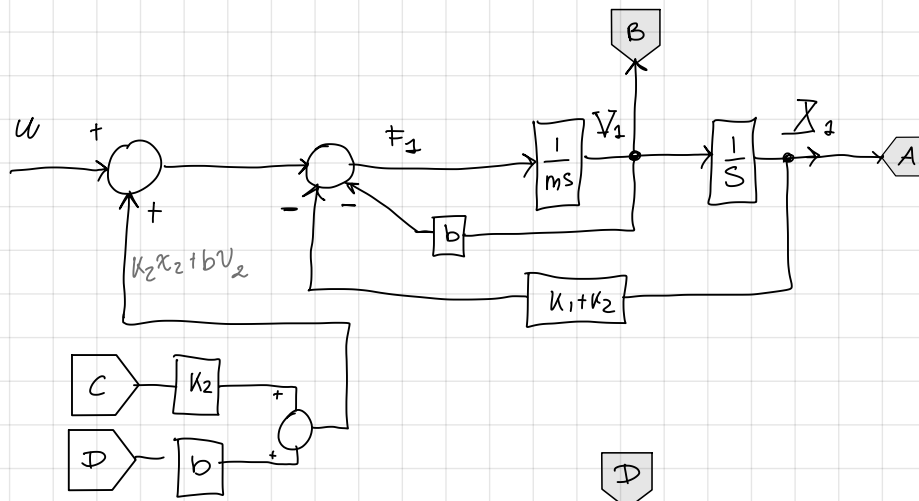 B
u
+
F₁
V₁
X₁
1
ms
1
S
A
+
-
-
b
k₂x₂+bv₂
K₁+K₂
C
K₂
+
D
b
+
D